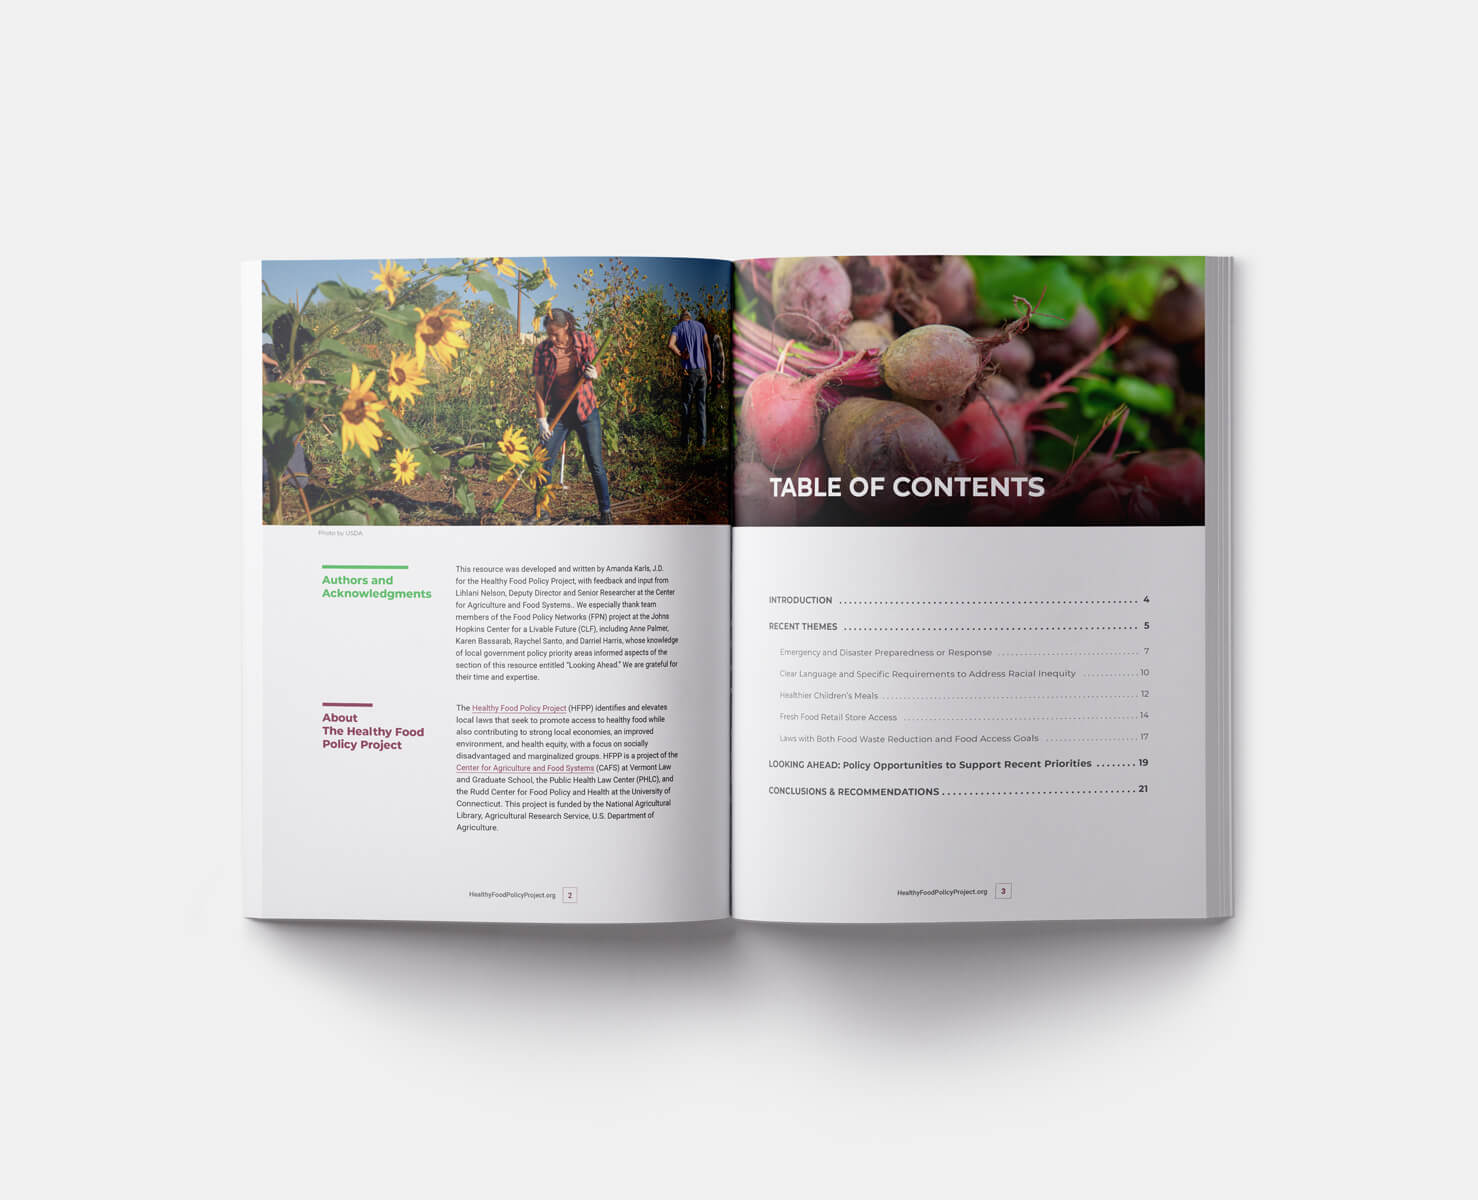 Photo by USDA
Authors and
Acknowledgments
This resource was developed and written by Amanda Karls, J.D.
for the Healthy Food Policy Project, with feedback and input from
Lihlani Nelson, Deputy Director and Senior Researcher at the Center
for Agriculture and Food Systems.. We especially thank team
members of the Food Policy Networks (FPN) project at the Johns
Hopkins Center for a Livable Future (CLF), including Anne Palmer,
Karen Bassarab, Raychel Santo, and Darriel Harris, whose knowledge
of local government policy priority areas informed aspects of the
section of this resource entitled “Looking Ahead.” We are grateful for
their time and expertise.
About
The Healthy Food
Policy Project
The Healthy Food Policy Project (HFPP) identifies and elevates
local laws that seek to promote access to healthy food while
also contributing to strong local economies, an improved
environment, and health equity, with a focus on socially
disadvantaged and marginalized groups. HFPP is a project of the
Center for Agriculture and Food Systems (CAFS) at Vermont Law
and Graduate School, the Public Health Law Center (PHLC), and
the Rudd Center for Food Policy and Health at the University of
Connecticut. This project is funded by the National Agricultural
Library, Agricultural Research Service, U.S. Department of
Agriculture.
HealthyFoodPolicyProject.org 2
TABLE OF CONTENTS
INTRODUCTION 4
RECENT THEMES 5
Emergency and Disaster Preparedness or Response 7
Clear Language and Specific Requirements to Address Racial Inequity 10
Healthier Children’s Meals 12
Fresh Food Retail Store Access 14
Laws with Both Food Waste Reduction and Food Access Goals 17
LOOKING AHEAD: Policy Opportunities to Support Recent Priorities 19
CONCLUSIONS & RECOMMENDATIONS 21
HealthyFoodPolicyProject.org 3